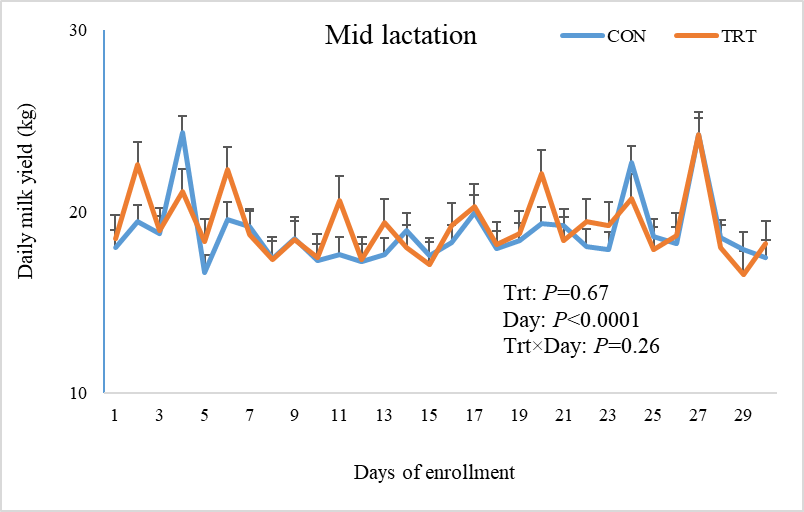 Mid lactation
CON
TRT
Daily milk yield (kg)
30
20
10
Trt: P=0.67
Day: P<0.0001
Trt×Day: P=0.26
1 3 5 7 9 11 13 15 17 19 21 23 25 27 29
Days of enrollment